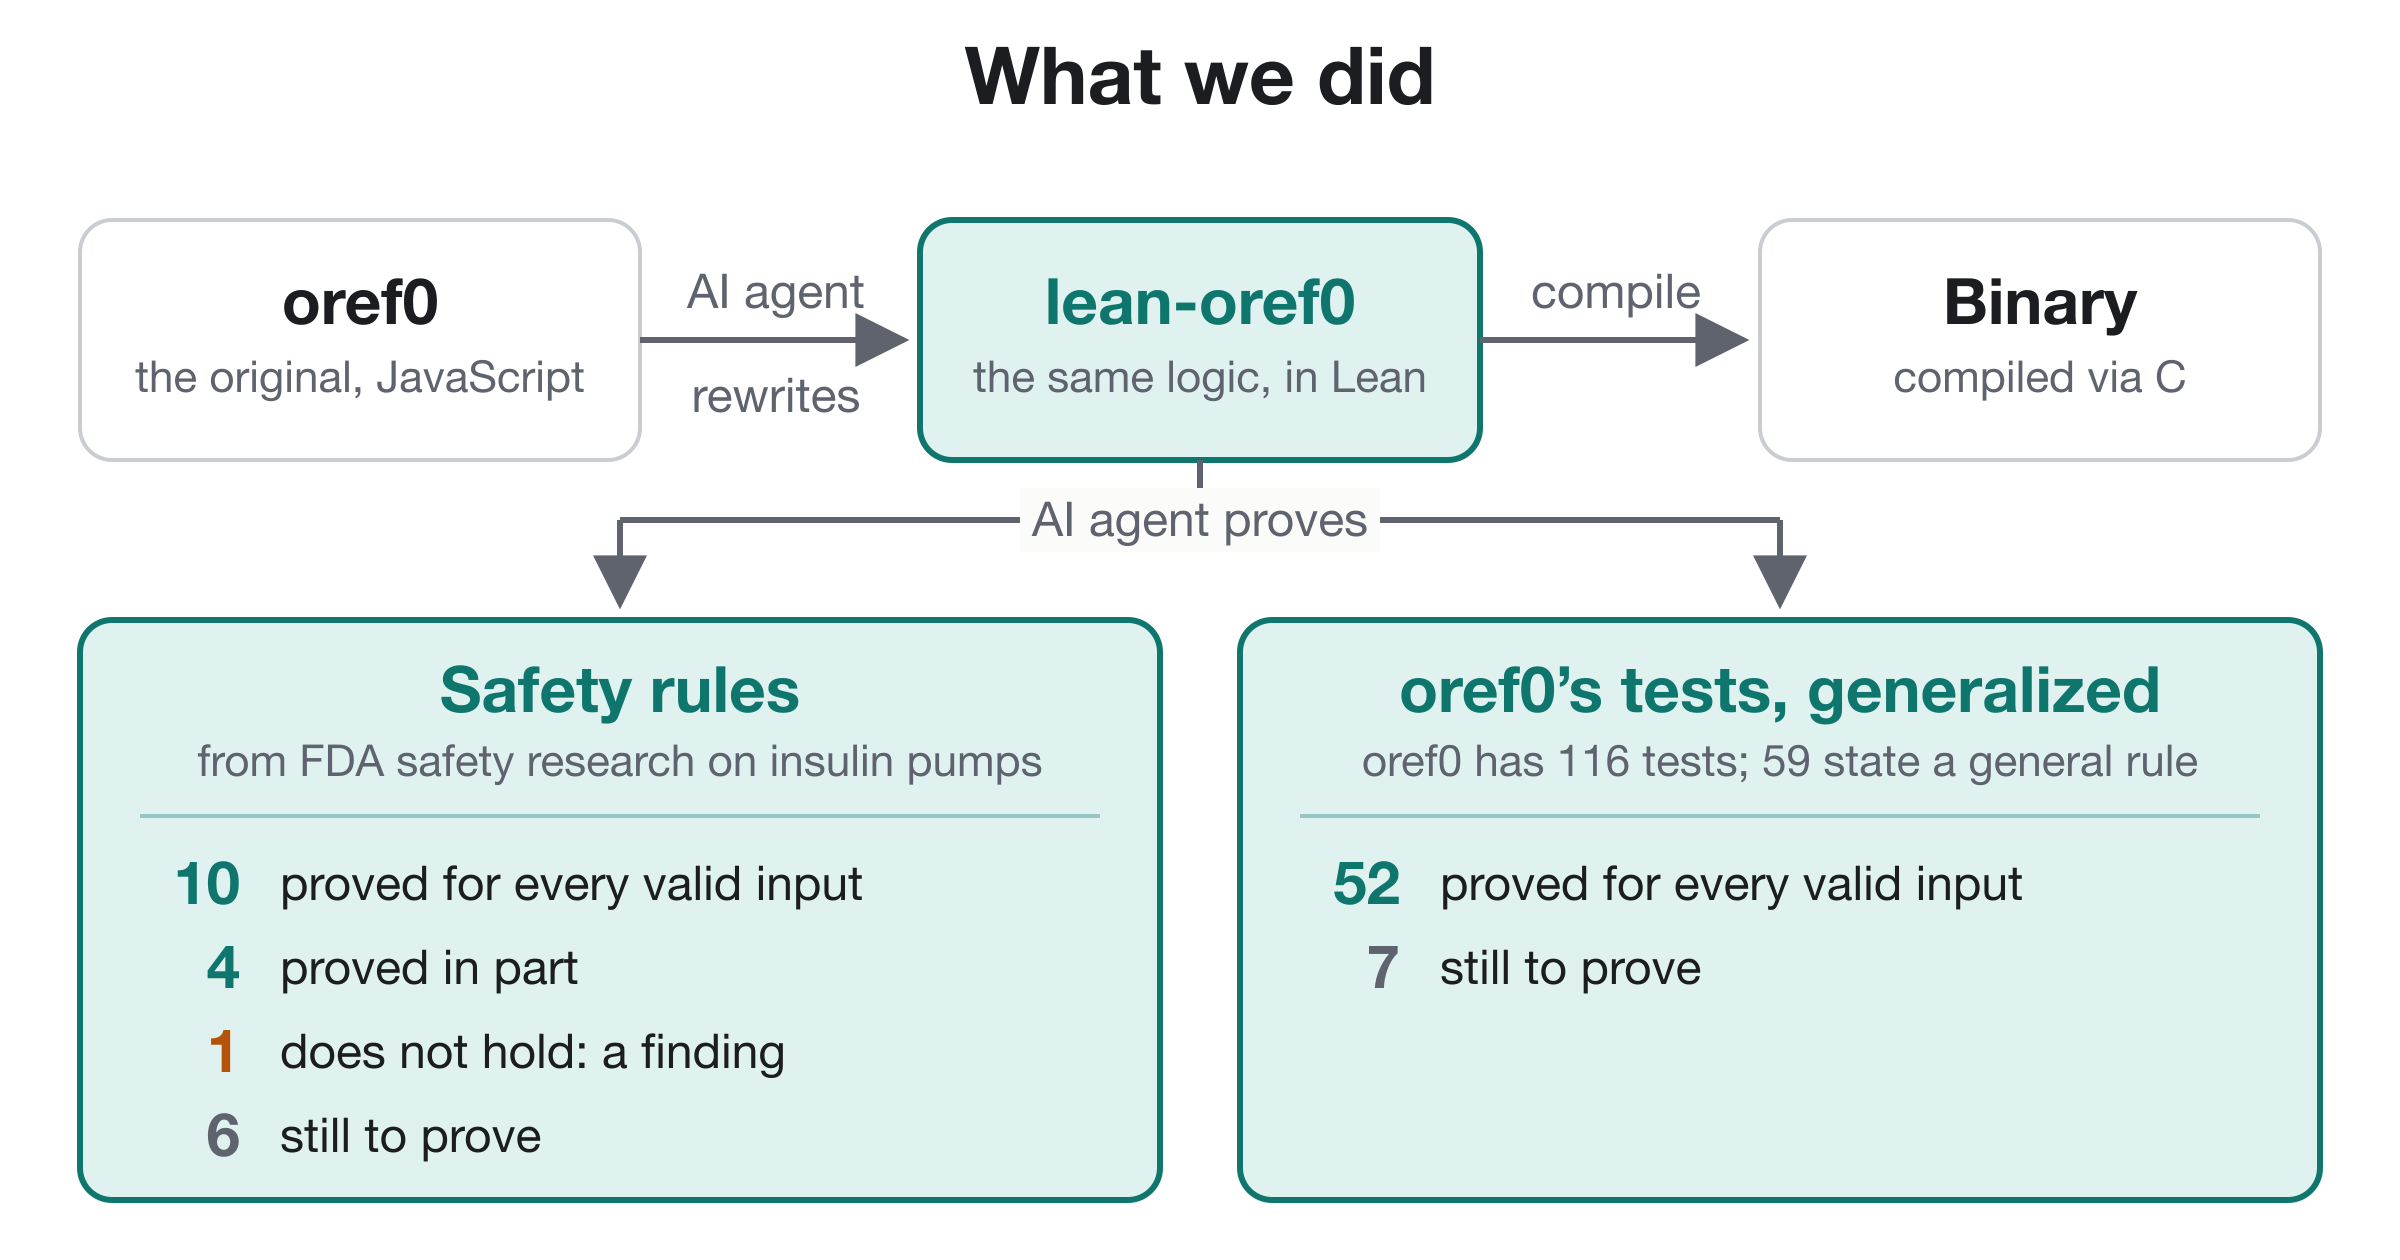 What we did
oref0
the original, JavaScript
AI agent
rewrites
lean-oref0
the same logic, in Lean
compile
Binary
compiled via C
AI agent proves
Safety rules
from FDA safety research on insulin pumps
10 proved for every valid input
4 proved in part
1 does not hold: a finding
6 still to prove
oref0’s tests, generalized
oref0 has 116 tests; 59 state a general rule
52 proved for every valid input
7 still to prove